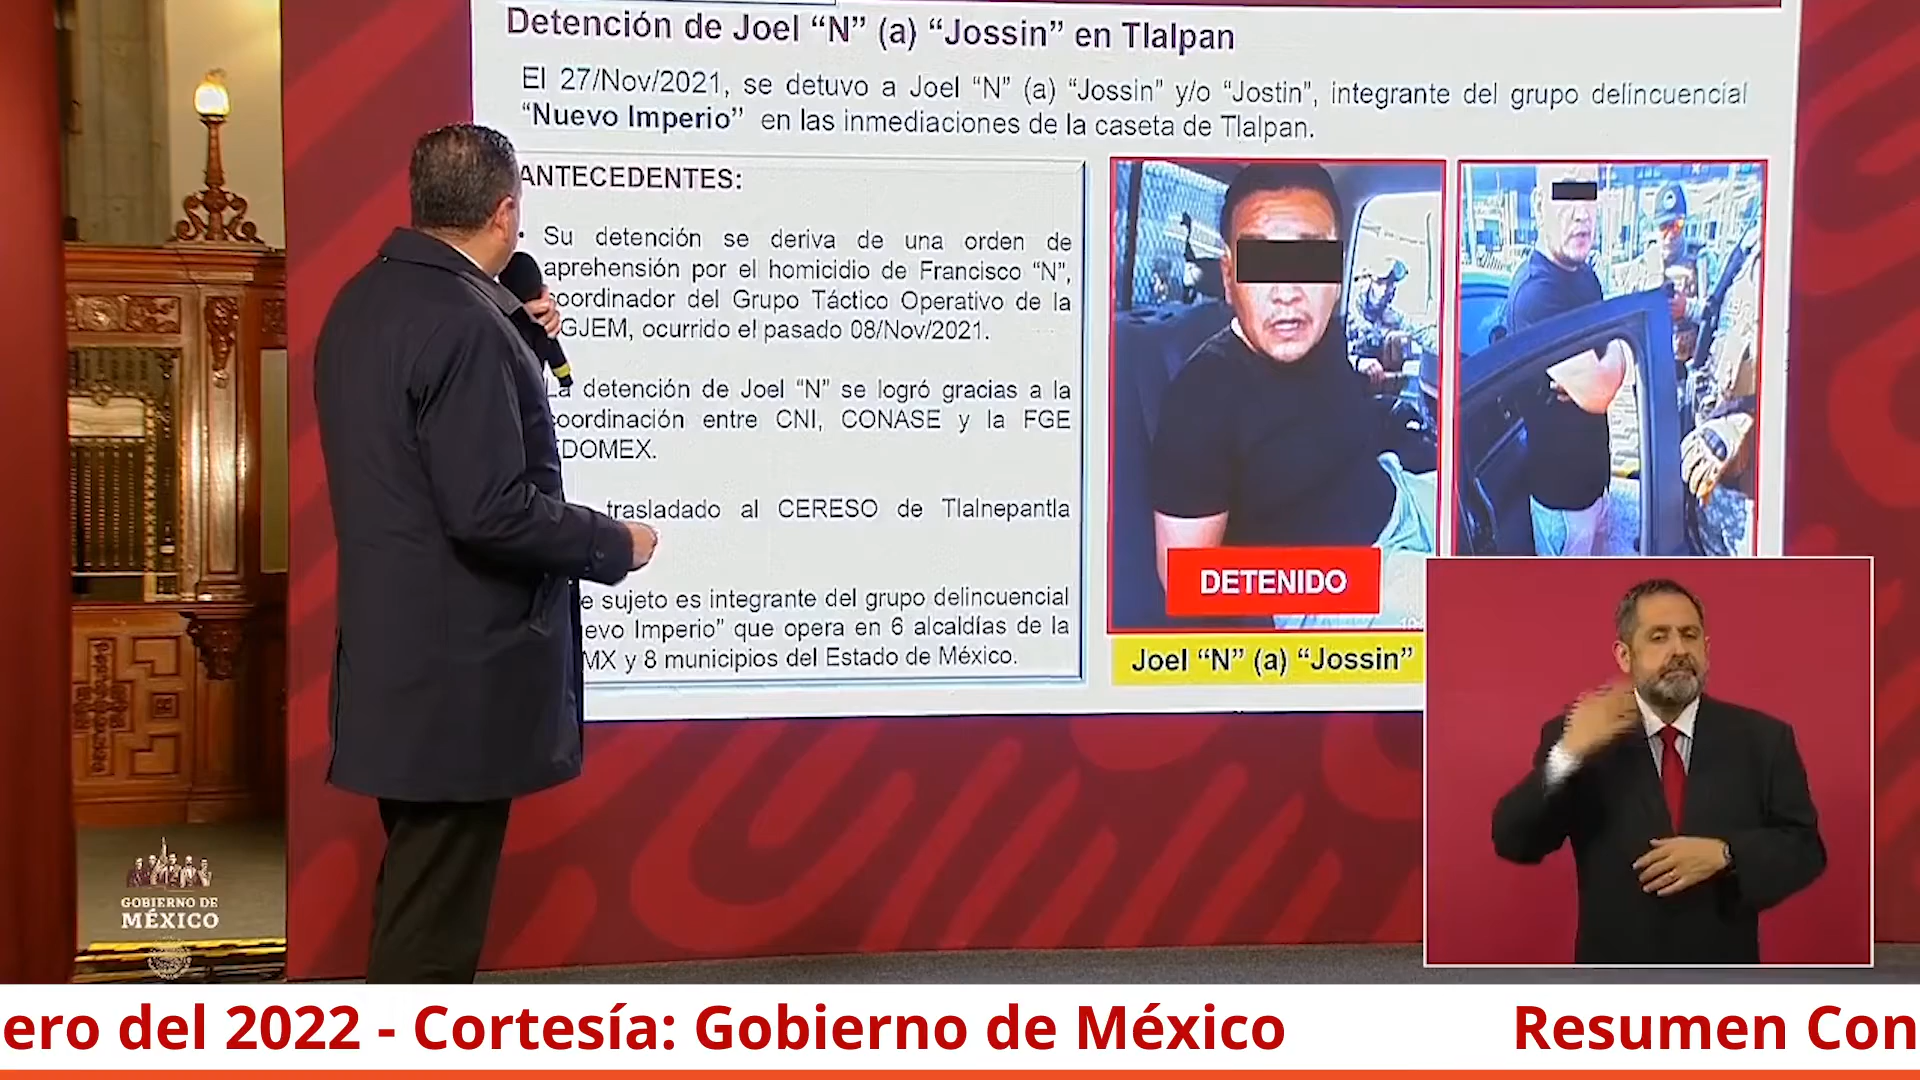 Detención de Joel “N” (a) “Jossin” en Tlalpan
El 27/Nov/2021, se detuvo a Joel “N” (a) “Jossin” y/o “Jostin”, integrante del grupo delincuencial
“Nuevo Imperio” en las inmediaciones de la caseta de Tlalpan.
ANTECEDENTES:
• Su detención se deriva de una orden de
aprehensión por el homicidio de Francisco “N”,
coordinador del Grupo Táctico Operativo de la
GJEM, ocurrido el pasado 08/Nov/2021.
La detención de Joel “N” se logró gracias a la
coordinación entre CNI, CONASE y la FGE
EDOMEX.
trasladado al CERESO de Tlalnepantla
e sujeto es integrante del grupo delincuencial
evo Imperio” que opera en 6 alcaldías de la
MX y 8 municipios del Estado de México.
DETENIDO
Joel “N” (a) “Jossin”
GOBIERNO DE
MÉXICO
ero del 2022 - Cortesía: Gobierno de México Resumen Con